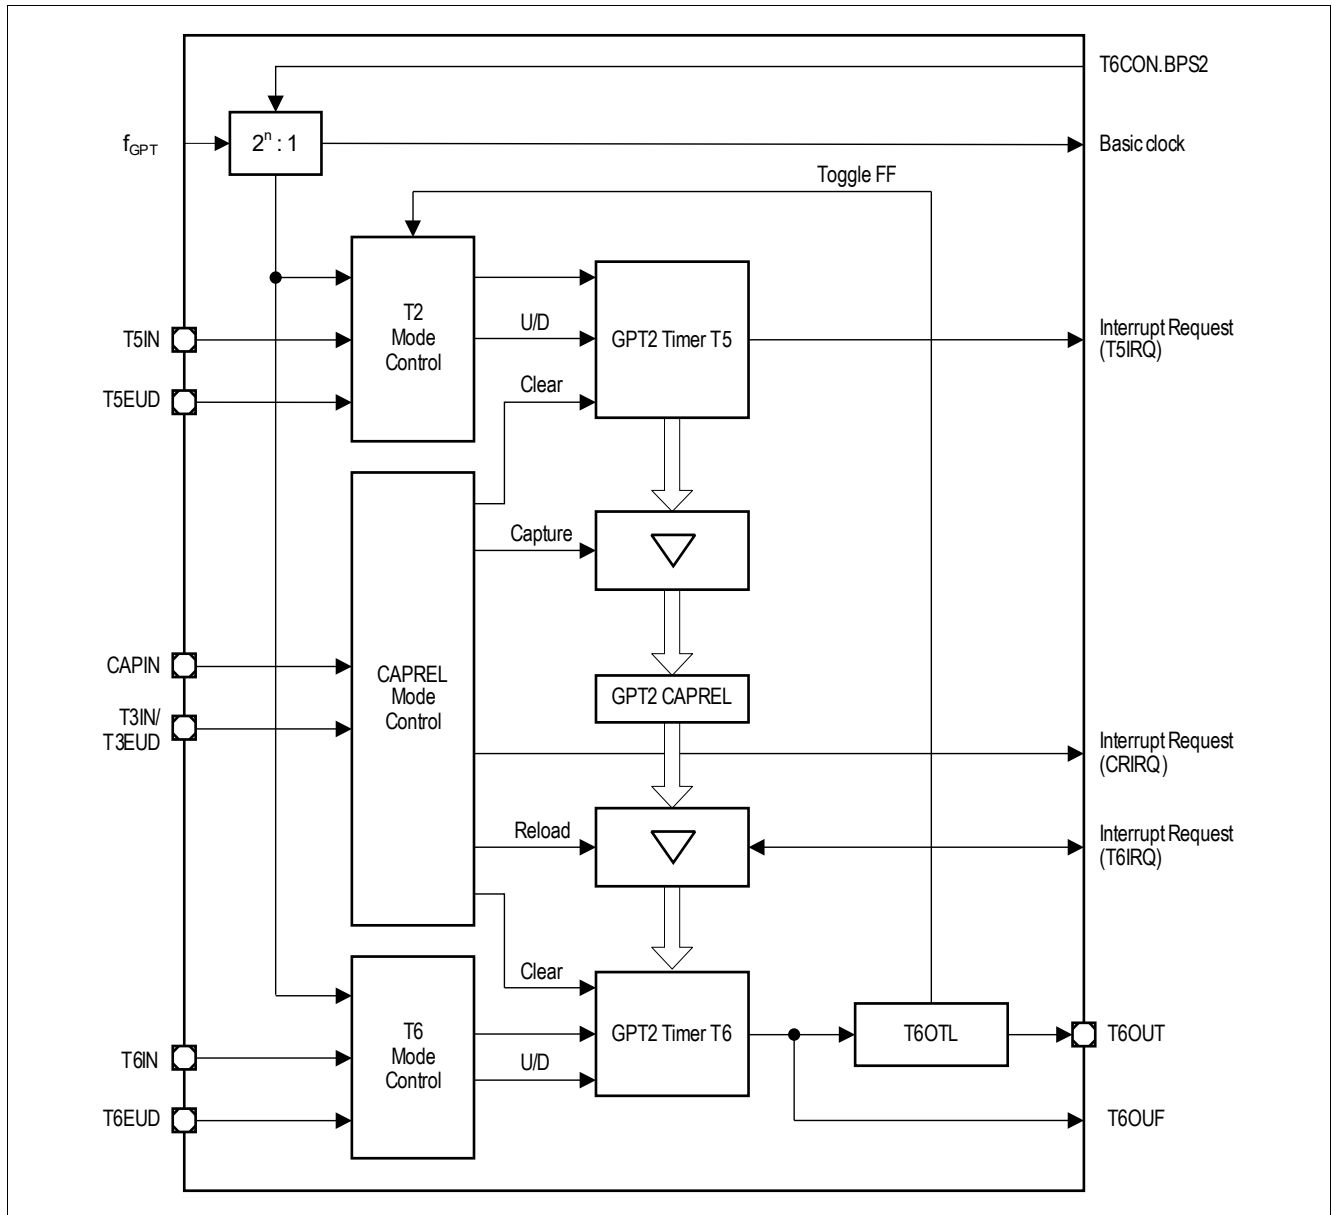 T6CON.BPS2
fGPT
2n : 1
Basic clock
Toggle FF
T2
Mode
Control
U/D
GPT2 Timer T5
T5IN
Interrupt Request
(T5IRQ)
Clear
T5EUD
Capture
CAPIN
CAPREL
Mode
Control
GPT2 CAPREL
T3IN/
T3EUD
Interrupt Request
(CRIRQ)
Reload
Interrupt Request
(T6IRQ)
Clear
T6
Mode
Control
GPT2 Timer T6
T6OTL
T6OUT
T6IN
U/D
T6EUD
T6OUF